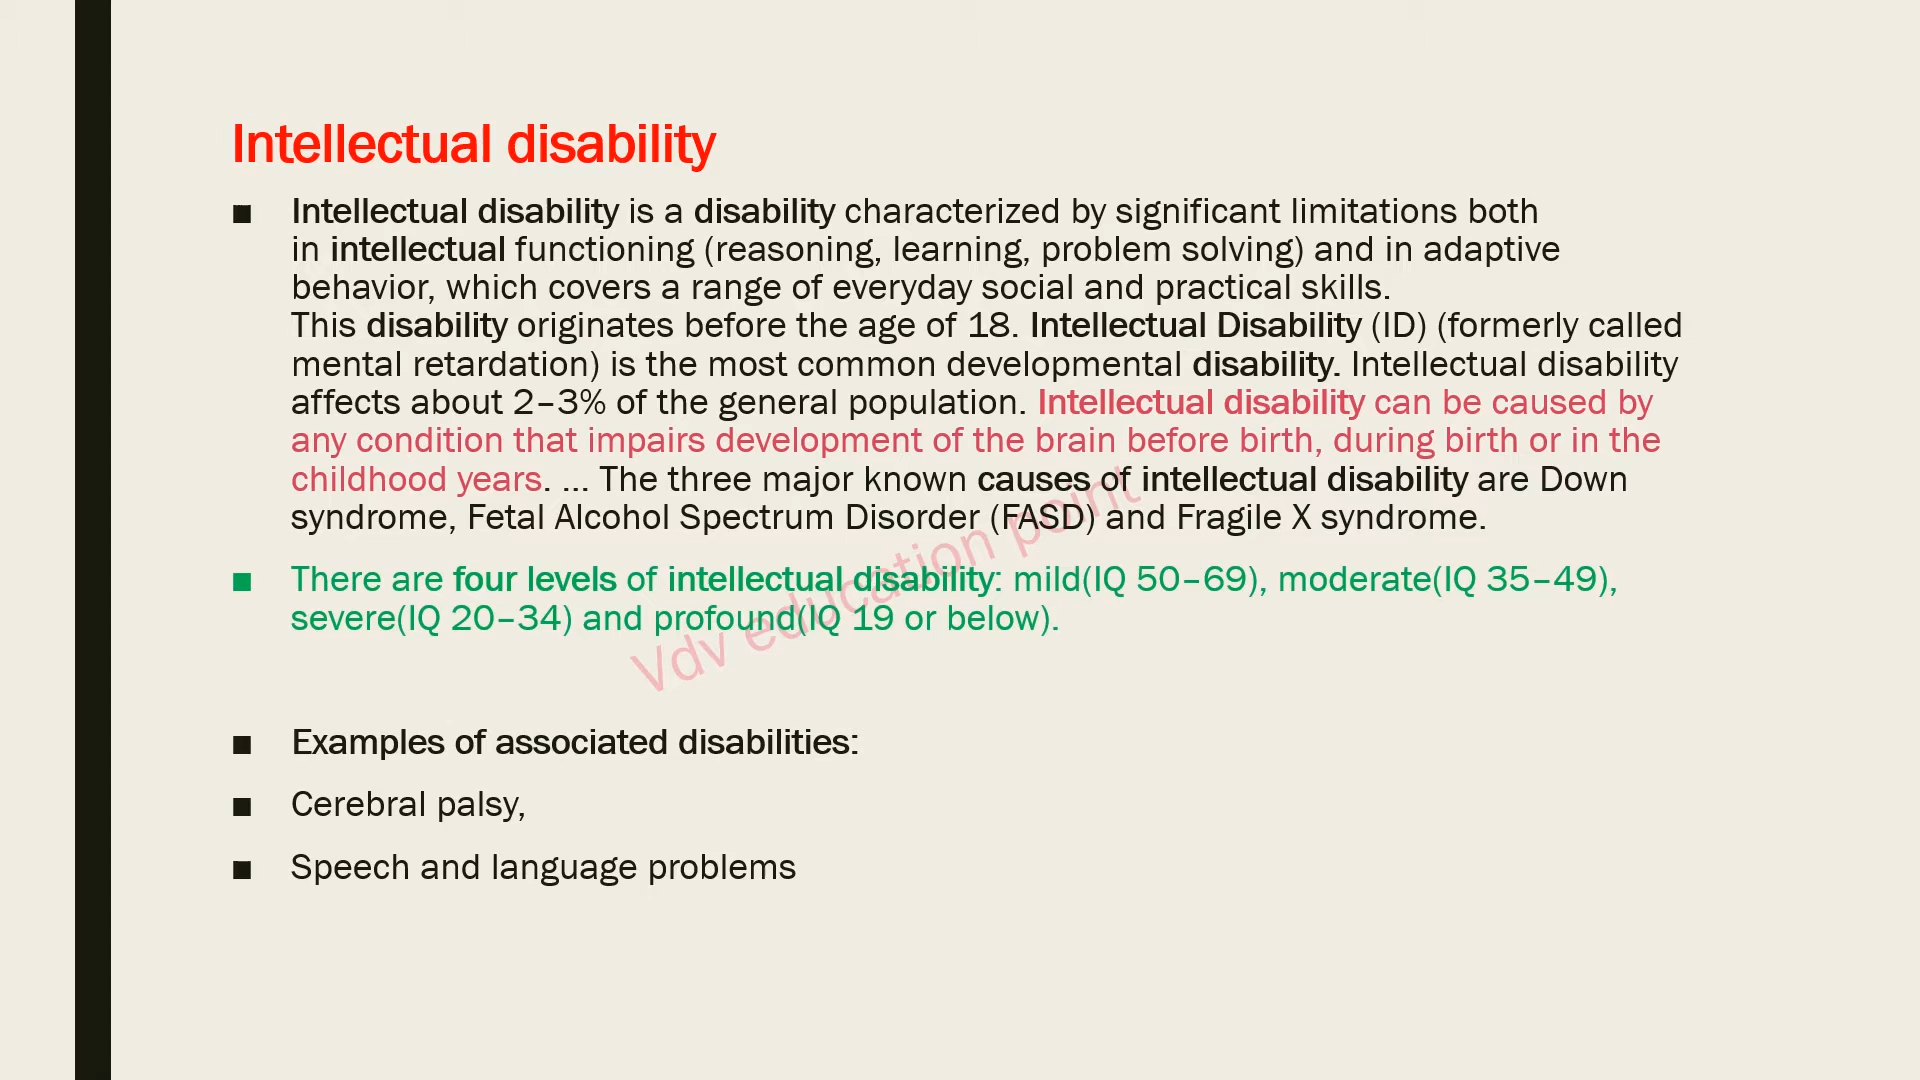 Intellectual disability
■ Intellectual disability is a disability characterized by significant limitations both
in intellectual functioning (reasoning, learning, problem solving) and in adaptive
behavior, which covers a range of everyday social and practical skills.
This disability originates before the age of 18. Intellectual Disability (ID) (formerly called
mental retardation) is the most common developmental disability. Intellectual disability
affects about 2–3% of the general population. Intellectual disability can be caused by
any condition that impairs development of the brain before birth, during birth or in the
childhood years. ... The three major known causes of intellectual disability are Down
syndrome, Fetal Alcohol Spectrum Disorder (FASD) and Fragile X syndrome.
■ There are four levels of intellectual disability: mild(IQ 50–69), moderate(IQ 35–49),
severe(IQ 20–34) and profound(IQ 19 or below).
Vdv education point
■ Examples of associated disabilities:
■ Cerebral palsy,
■ Speech and language problems